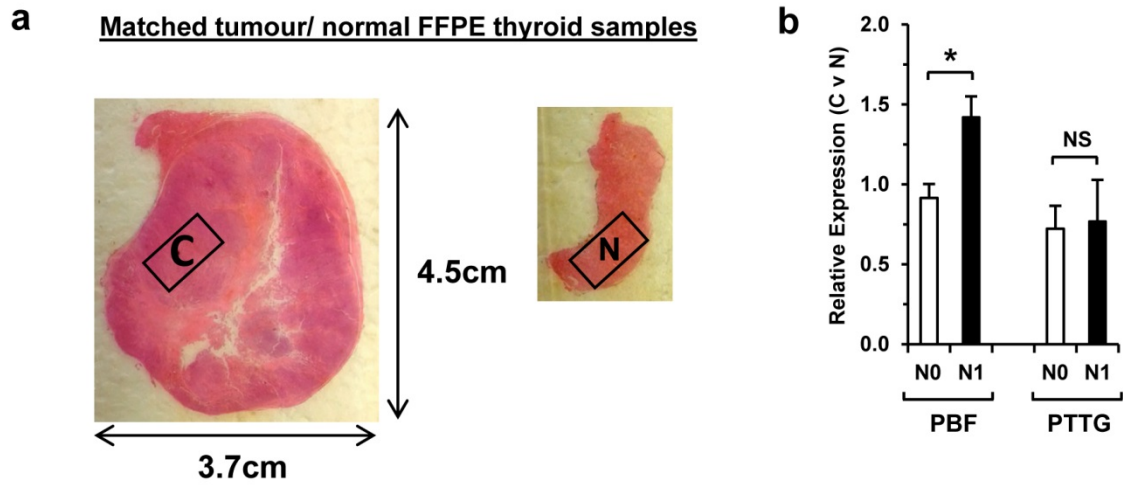 a
Matched tumour/ normal FFPE thyroid samples
C
4.5cm
3.7cm
N
b
Relative Expression (C v N)
2.0
1.5
1.0
0.5
0.0
*
NS
N0 N1 N0 N1
PBF PTTG